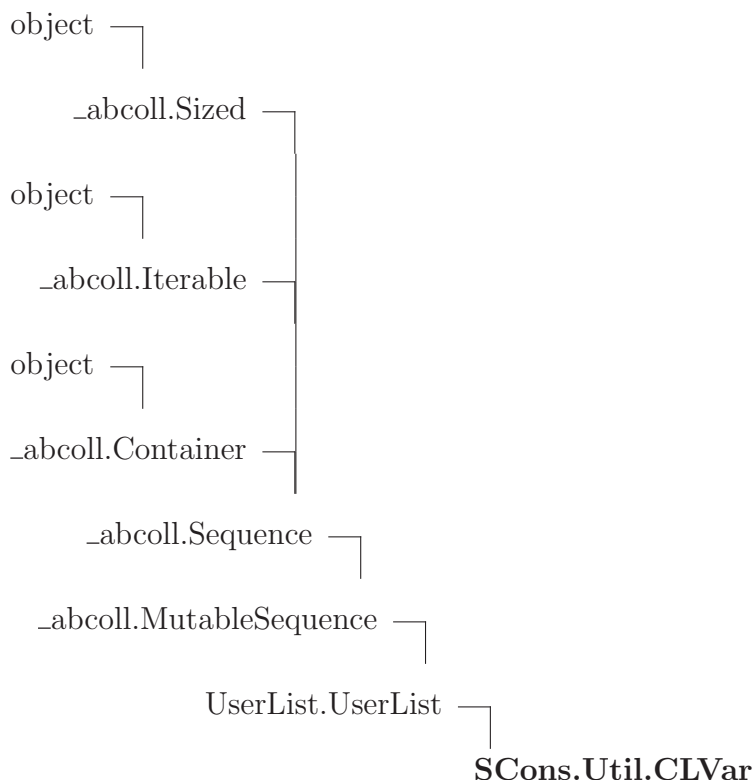 object
_abcoll.Sized
object
_abcoll.Iterable
object
_abcoll.Container
_abcoll.Sequence
_abcoll.MutableSequence
UserList.UserList
SCons.Util.CLVar